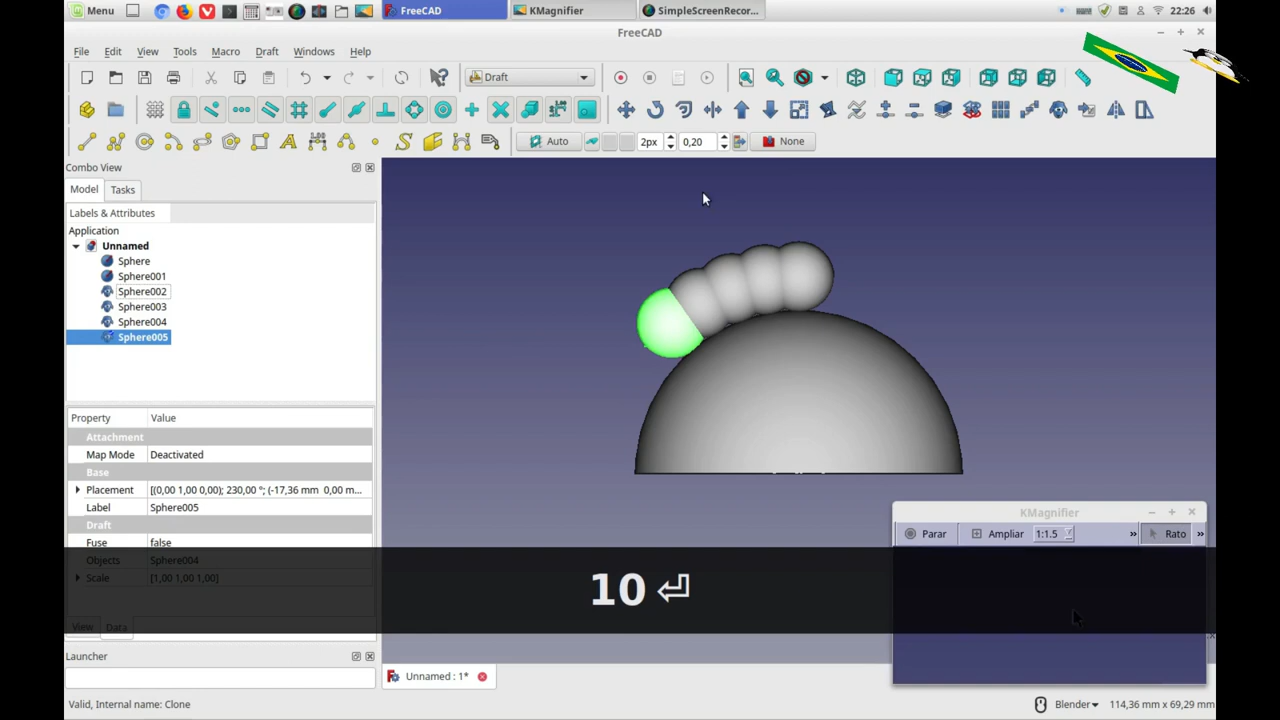 Menu
FreeCAD
KMagnifier
SimpleScreenRecor...
22:26
FreeCAD
File Edit View Tools Macro Draft Windows Help
Draft
Auto
2px
0,20
None
Combo View
Model Tasks
Labels & Attributes
Application
Unnamed
Sphere
Sphere001
Sphere002
Sphere003
Sphere004
Sphere005
Property Value
Attachment
Map Mode Deactivated
Base
Placement [(0,00 1,00 0,00); 230,00 °; (-17,36 mm 0,00 m...
Label Sphere005
Draft
Fuse false
Objects Sphere004
Scale [1,00 1,00 1,00]
View Data
10 ⏎
KMagnifier
Parar Ampliar 1:1.5 » Rato »
Launcher
Unnamed : 1*
Valid, Internal name: Clone
Blender
114,36 mm x 69,29 mm